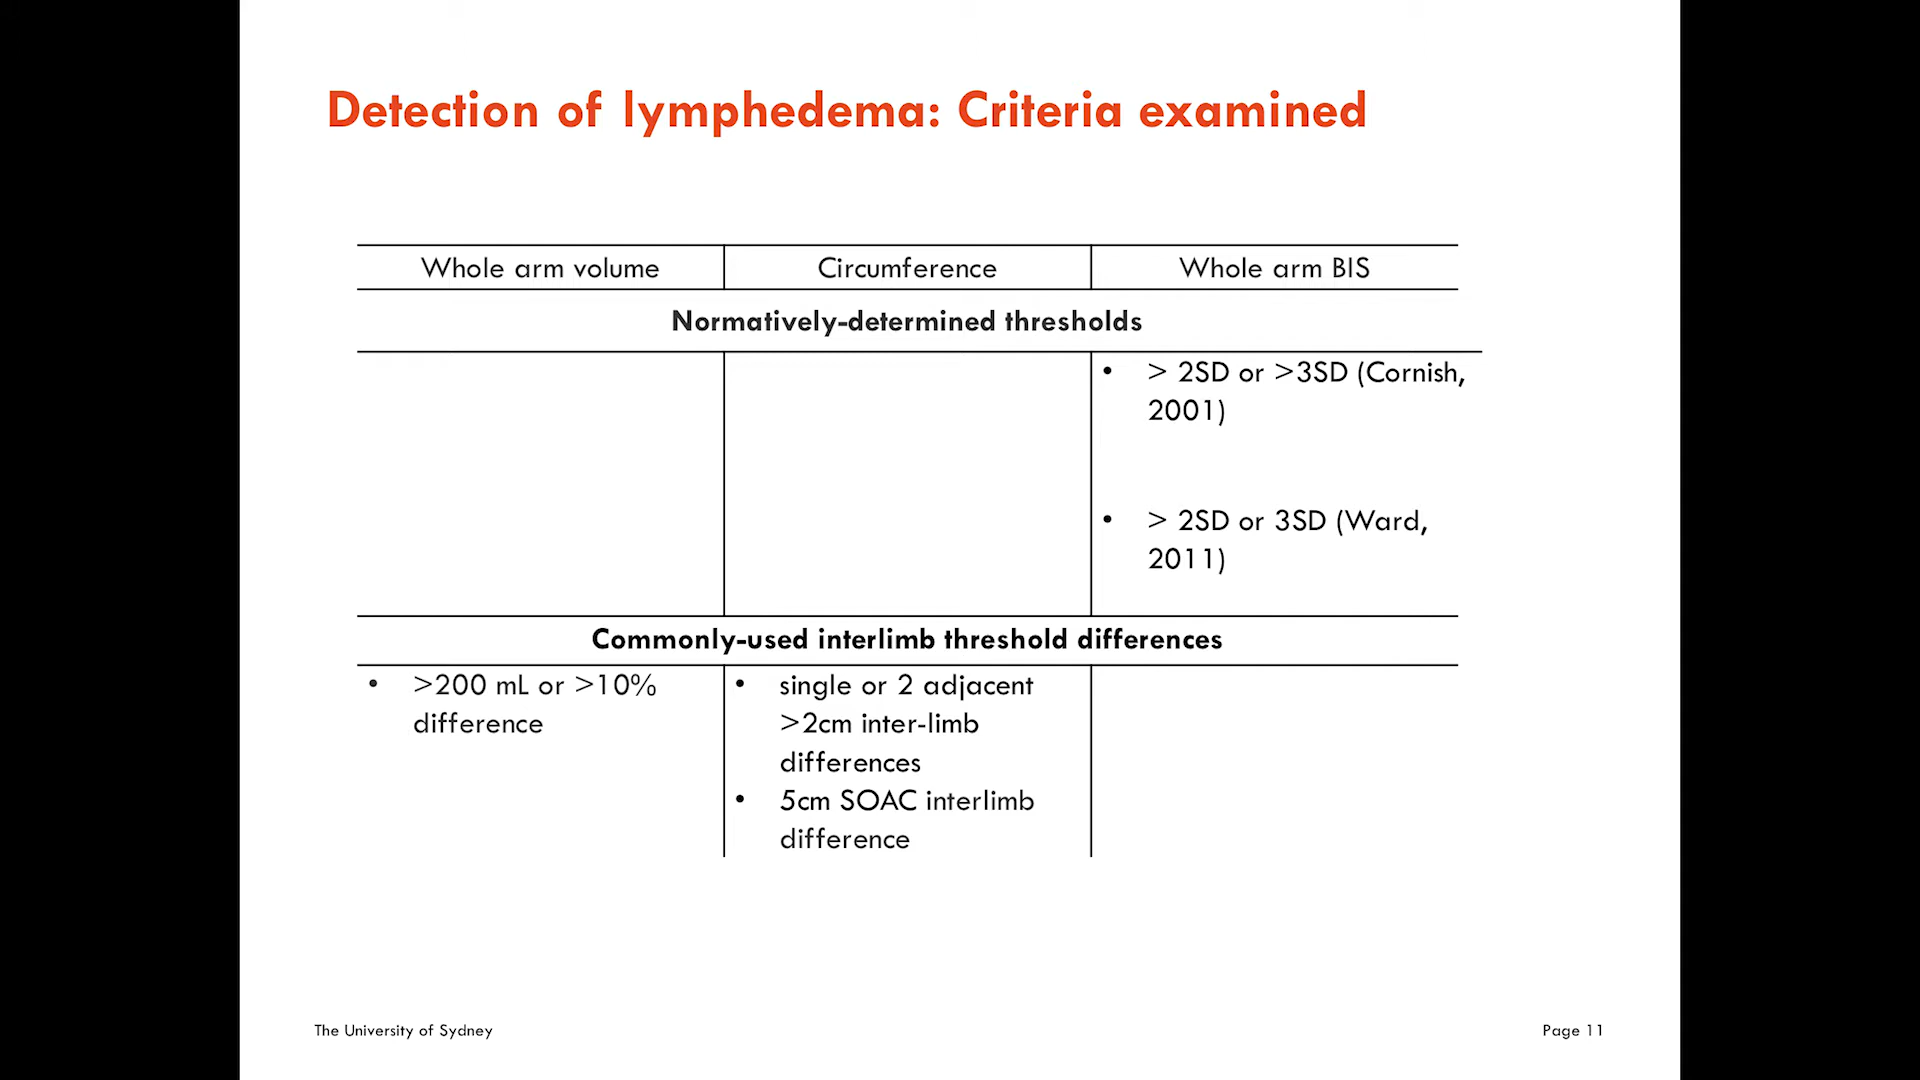 Detection of lymphedema: Criteria examined
Whole arm volume
Circumference
Whole arm BIS
Normatively-determined thresholds
• > 2SD or >3SD (Cornish,
2001)
• > 2SD or 3SD (Ward,
2011)
Commonly-used interlimb threshold differences
• >200 mL or >10%
difference
• single or 2 adjacent
>2cm inter-limb
differences
• 5cm SOAC interlimb
difference
The University of Sydney
Page 11